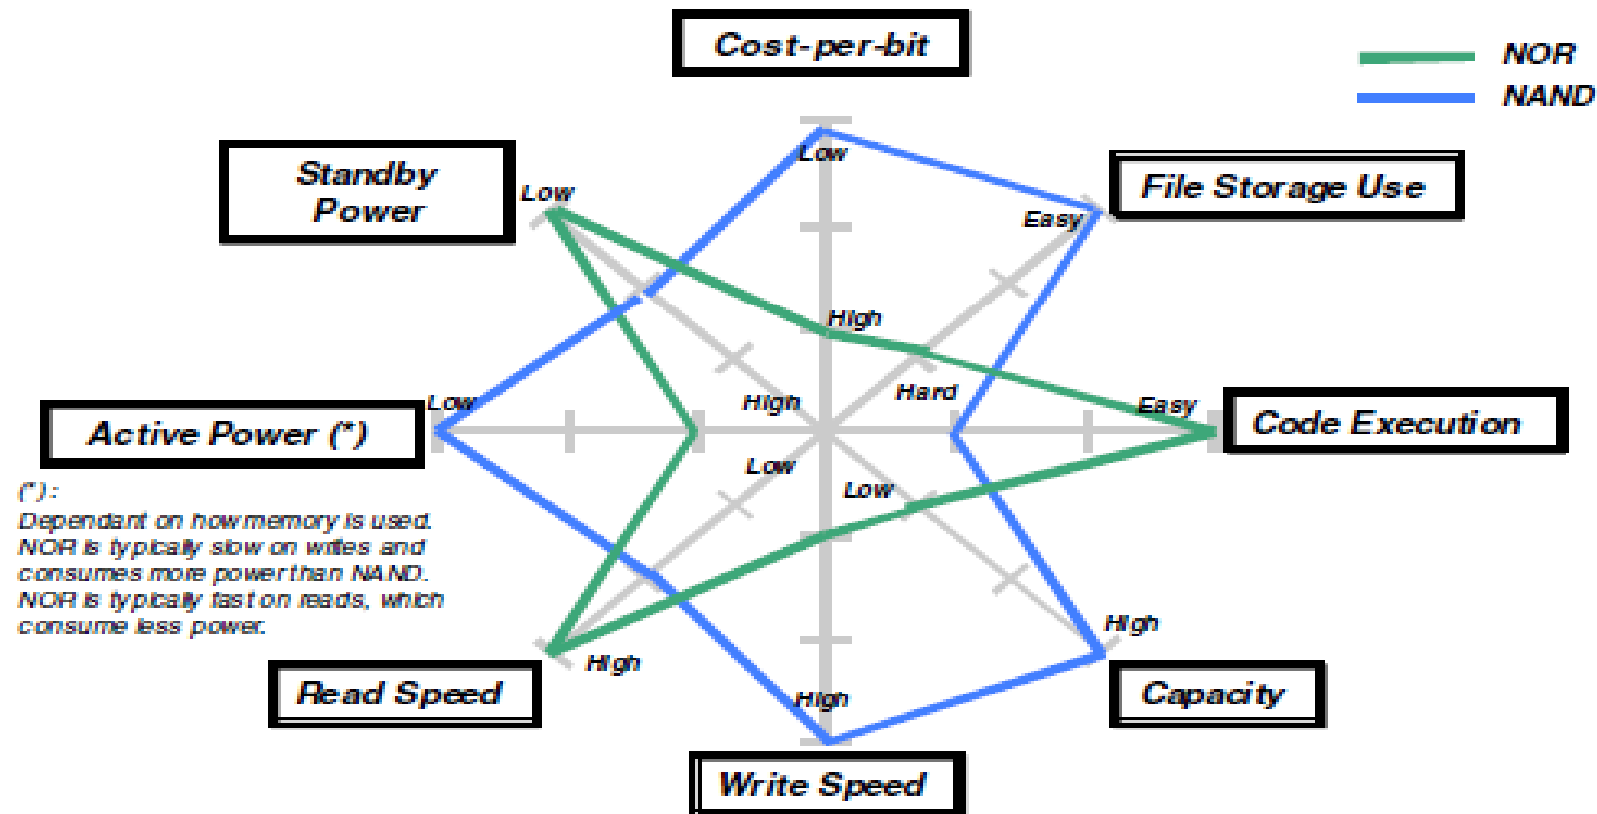 Cost-per-bit
NOR
NAND
Standby
Power
Low
Low
File Storage Use
Easy
High
Hard
High
Easy
Low
Active Power (*)
Code Execution
Low
Low
(*) :
Dependant on how memory is used.
NOR is typically slow on writes and
consumes more power than NAND.
NOR is typically fast on reads, which
consume less power.
High
High
High
Read Speed
Capacity
Write Speed